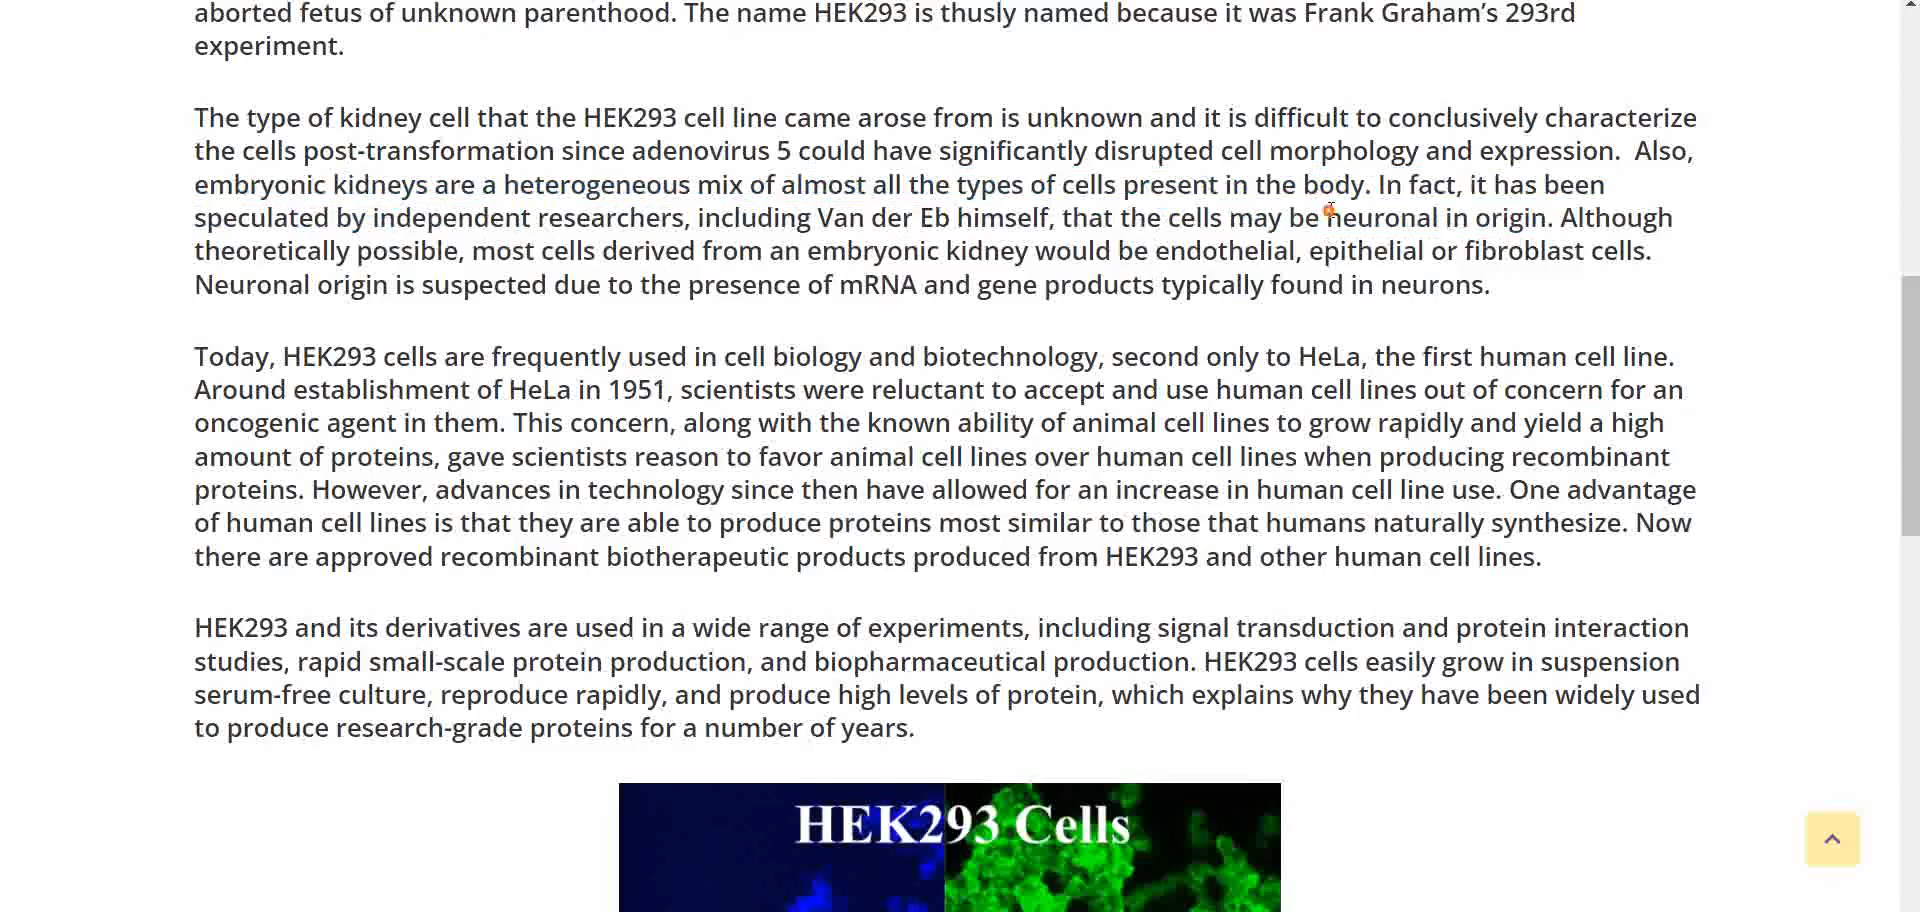 aborted fetus of unknown parenthood. The name HEK293 is thusly named because it was Frank Graham’s 293rd
experiment.
The type of kidney cell that the HEK293 cell line came arose from is unknown and it is difficult to conclusively characterize
the cells post-transformation since adenovirus 5 could have significantly disrupted cell morphology and expression.  Also,
embryonic kidneys are a heterogeneous mix of almost all the types of cells present in the body. In fact, it has been
speculated by independent researchers, including Van der Eb himself, that the cells may be neuronal in origin. Although
theoretically possible, most cells derived from an embryonic kidney would be endothelial, epithelial or fibroblast cells.
Neuronal origin is suspected due to the presence of mRNA and gene products typically found in neurons.
Today, HEK293 cells are frequently used in cell biology and biotechnology, second only to HeLa, the first human cell line.
Around establishment of HeLa in 1951, scientists were reluctant to accept and use human cell lines out of concern for an
oncogenic agent in them. This concern, along with the known ability of animal cell lines to grow rapidly and yield a high
amount of proteins, gave scientists reason to favor animal cell lines over human cell lines when producing recombinant
proteins. However, advances in technology since then have allowed for an increase in human cell line use. One advantage
of human cell lines is that they are able to produce proteins most similar to those that humans naturally synthesize. Now
there are approved recombinant biotherapeutic products produced from HEK293 and other human cell lines.
HEK293 and its derivatives are used in a wide range of experiments, including signal transduction and protein interaction
studies, rapid small-scale protein production, and biopharmaceutical production. HEK293 cells easily grow in suspension
serum-free culture, reproduce rapidly, and produce high levels of protein, which explains why they have been widely used
to produce research-grade proteins for a number of years.
HEK293 Cells